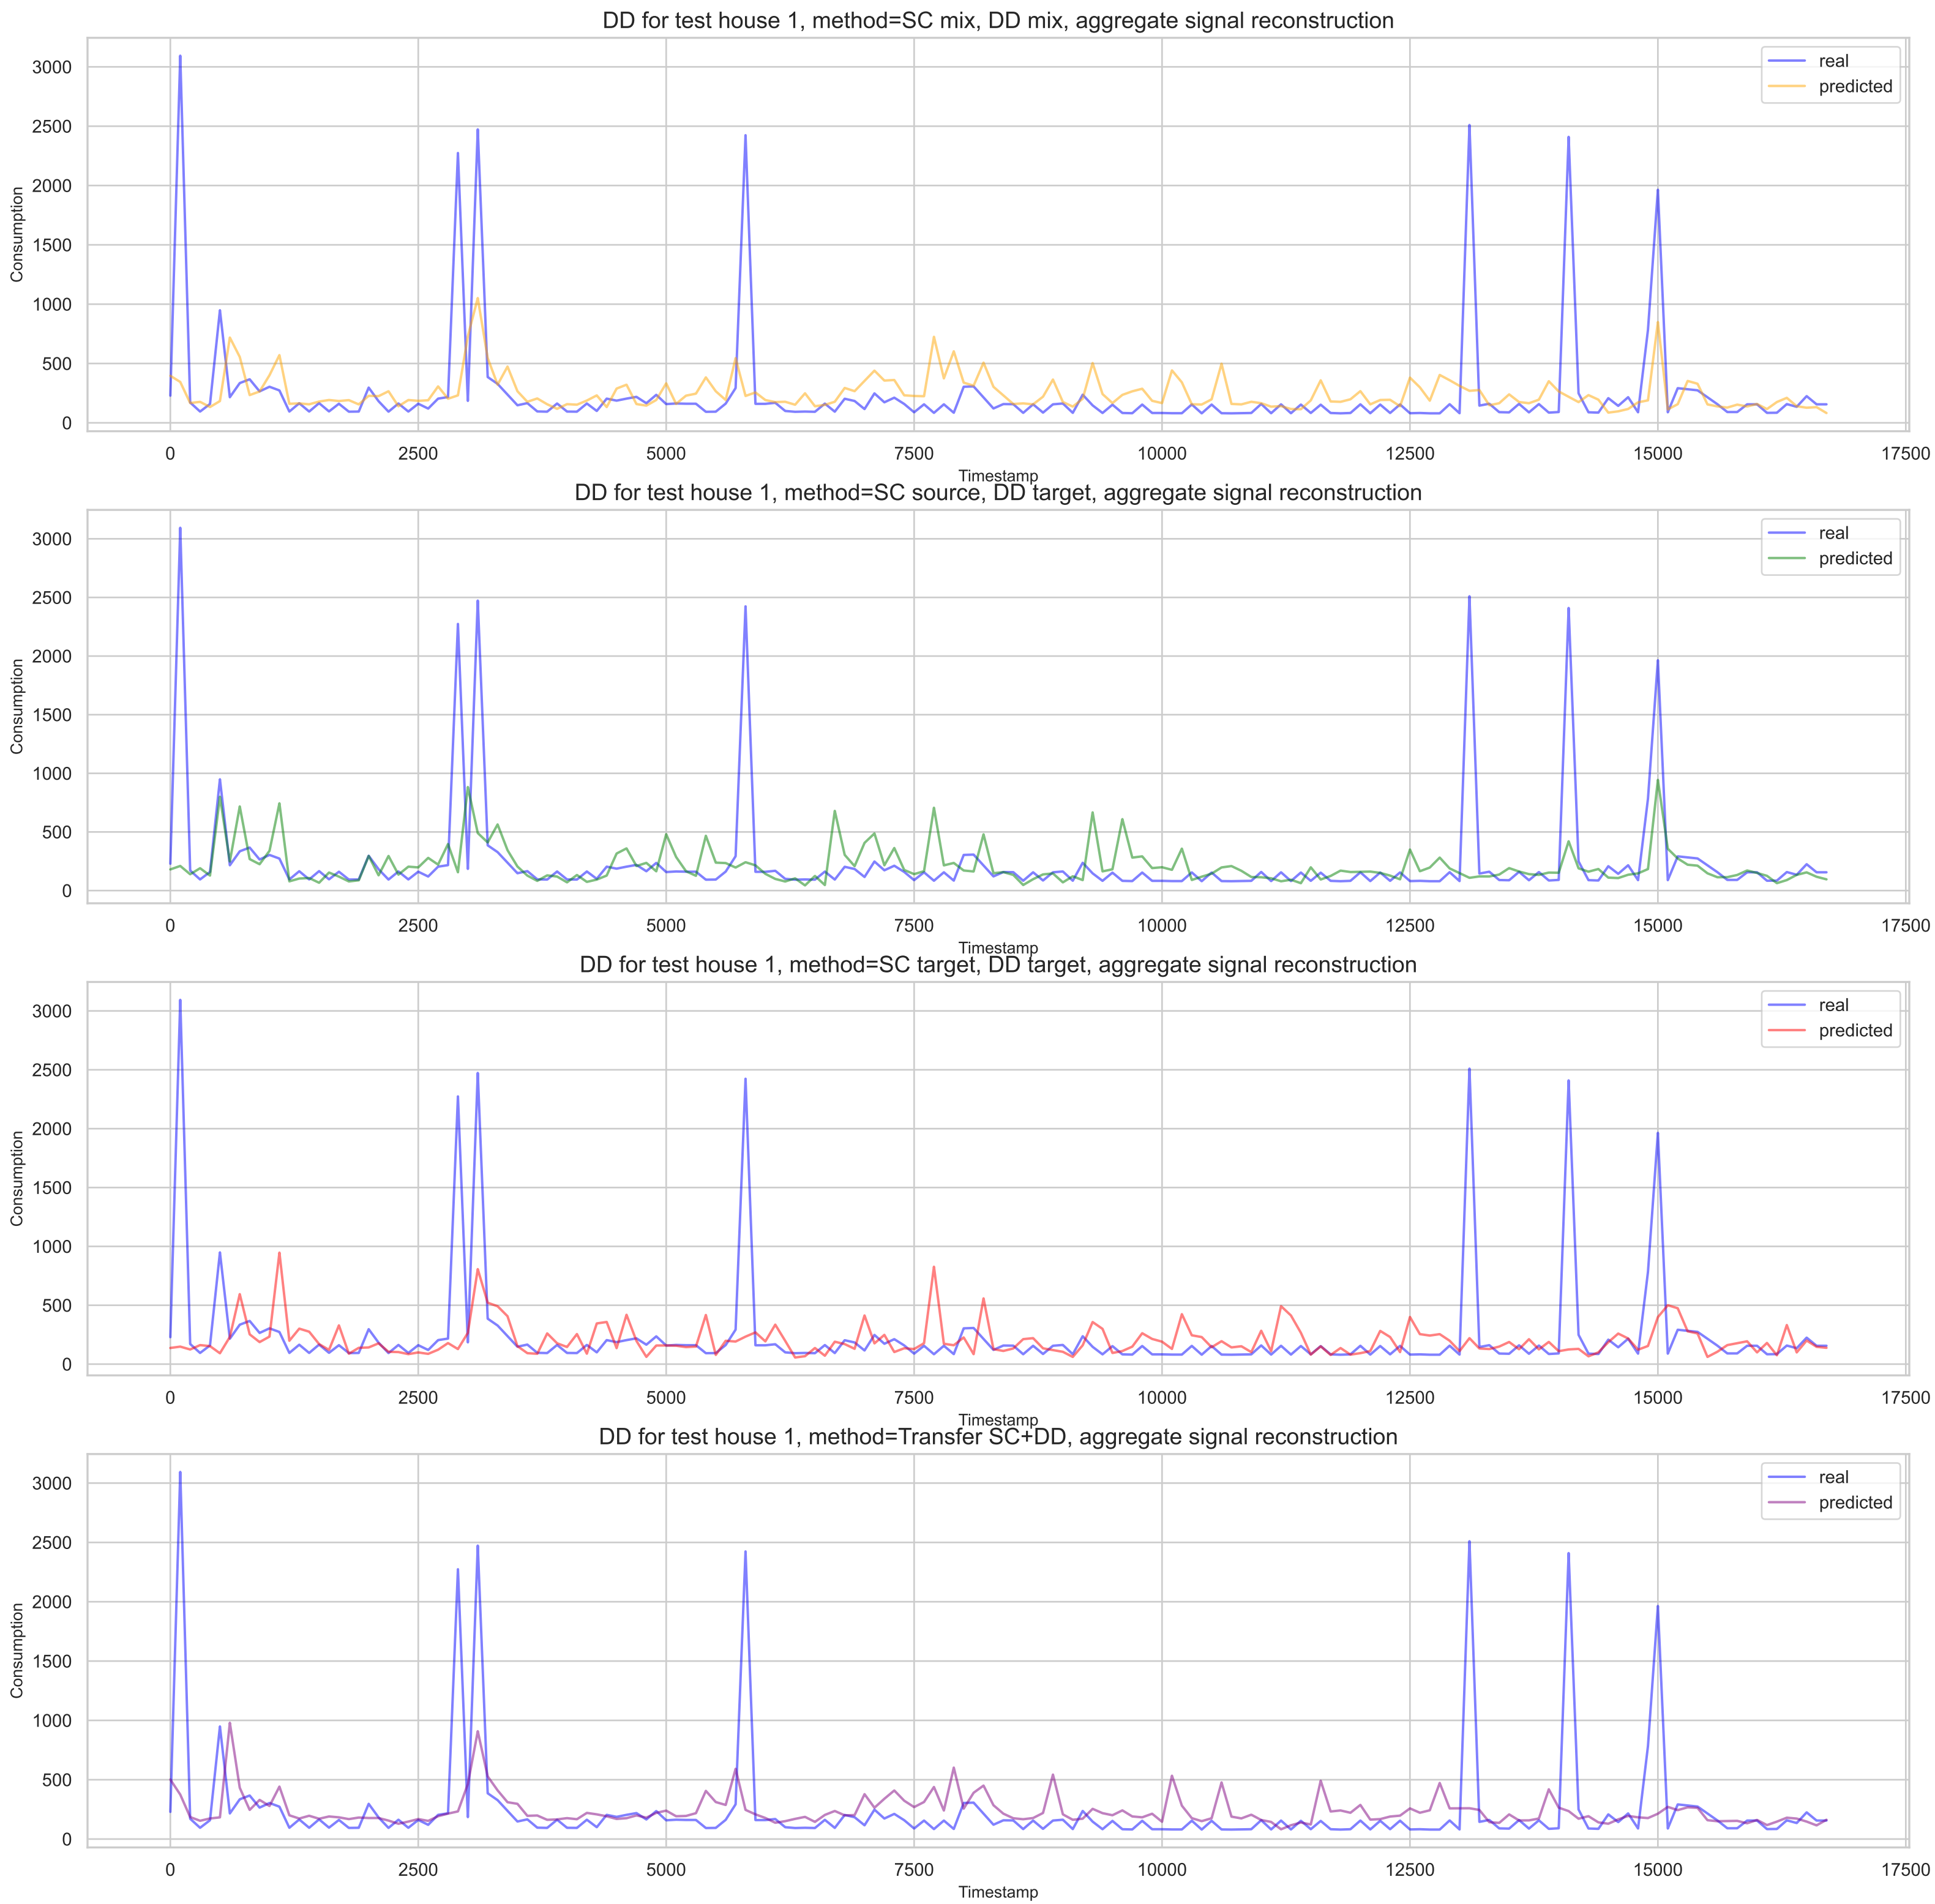 DD for test house 1, method=SC mix, DD mix, aggregate signal reconstruction
real
predicted
3000
2500
2000
1500
1000
500
0
Consumption
0 2500 5000 7500 10000 12500 15000 17500
Timestamp
DD for test house 1, method=SC source, DD target, aggregate signal reconstruction
real
predicted
3000
2500
2000
1500
1000
500
0
Consumption
0 2500 5000 7500 10000 12500 15000 17500
Timestamp
DD for test house 1, method=SC target, DD target, aggregate signal reconstruction
real
predicted
3000
2500
2000
1500
1000
500
0
Consumption
0 2500 5000 7500 10000 12500 15000 17500
Timestamp
DD for test house 1, method=Transfer SC+DD, aggregate signal reconstruction
real
predicted
3000
2500
2000
1500
1000
500
0
Consumption
0 2500 5000 7500 10000 12500 15000 17500
Timestamp